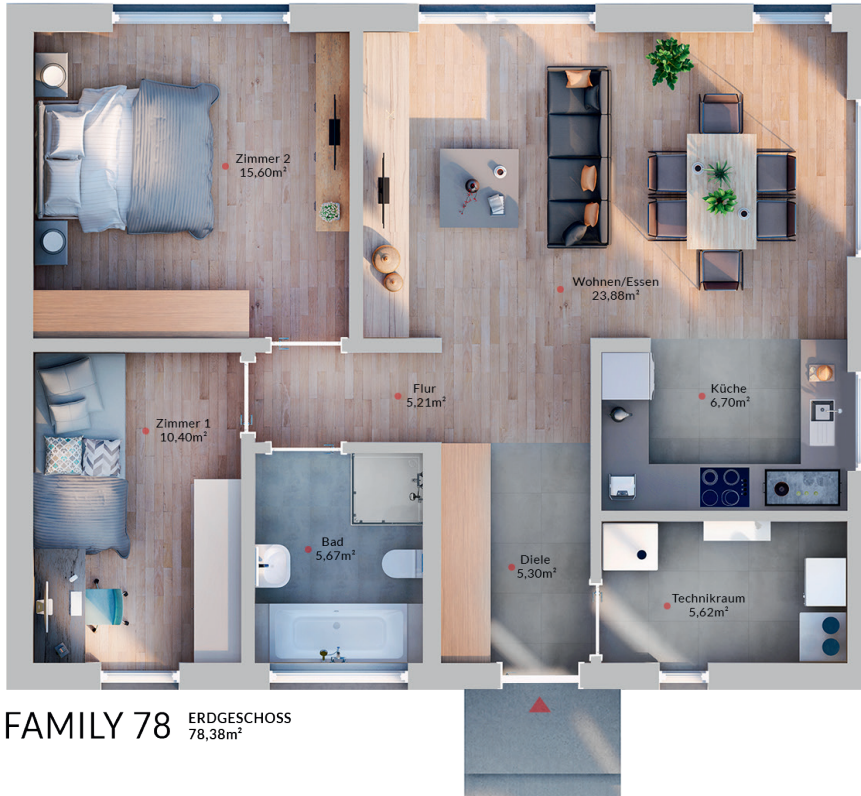 Zimmer 2
15,60m²
Wohnen/Essen
23,88m²
Flur
5,21m²
Küche
6,70m²
Zimmer 1
10,40m²
Bad
5,67m²
Diele
5,30m²
Technikraum
5,62m²
FAMILY 78
ERDGESCHOSS
78,38m²